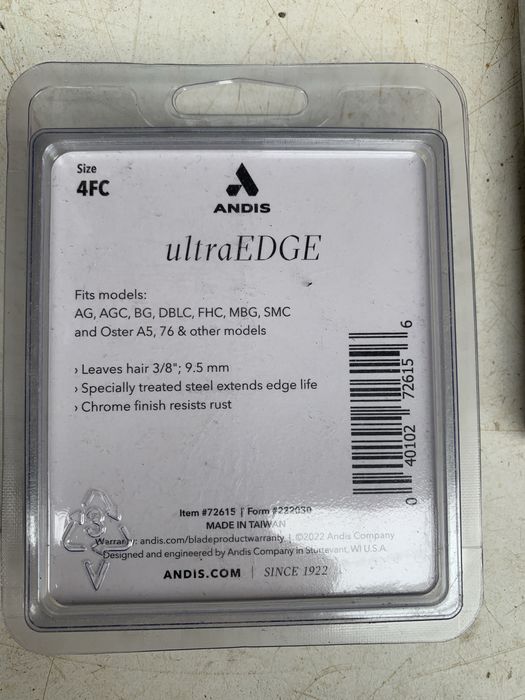 Size
4FC
ANDIS
ultraEDGE
Fits models:
AG, AGC, BG, DBLC, FHC, MBG, SMC
and Oster A5, 76 & other models
› Leaves hair 3/8"; 9.5 mm
› Specially treated steel extends edge life
› Chrome finish resists rust
0 40102 72615 6
Item #72615 | Form #232030
MADE IN TAIWAN
Warranty: andis.com/bladeproductwarranty | ©2022 Andis Company
Designed and engineered by Andis Company in Sturtevant, WI U.S.A.
ANDIS.COM | SINCE 1922